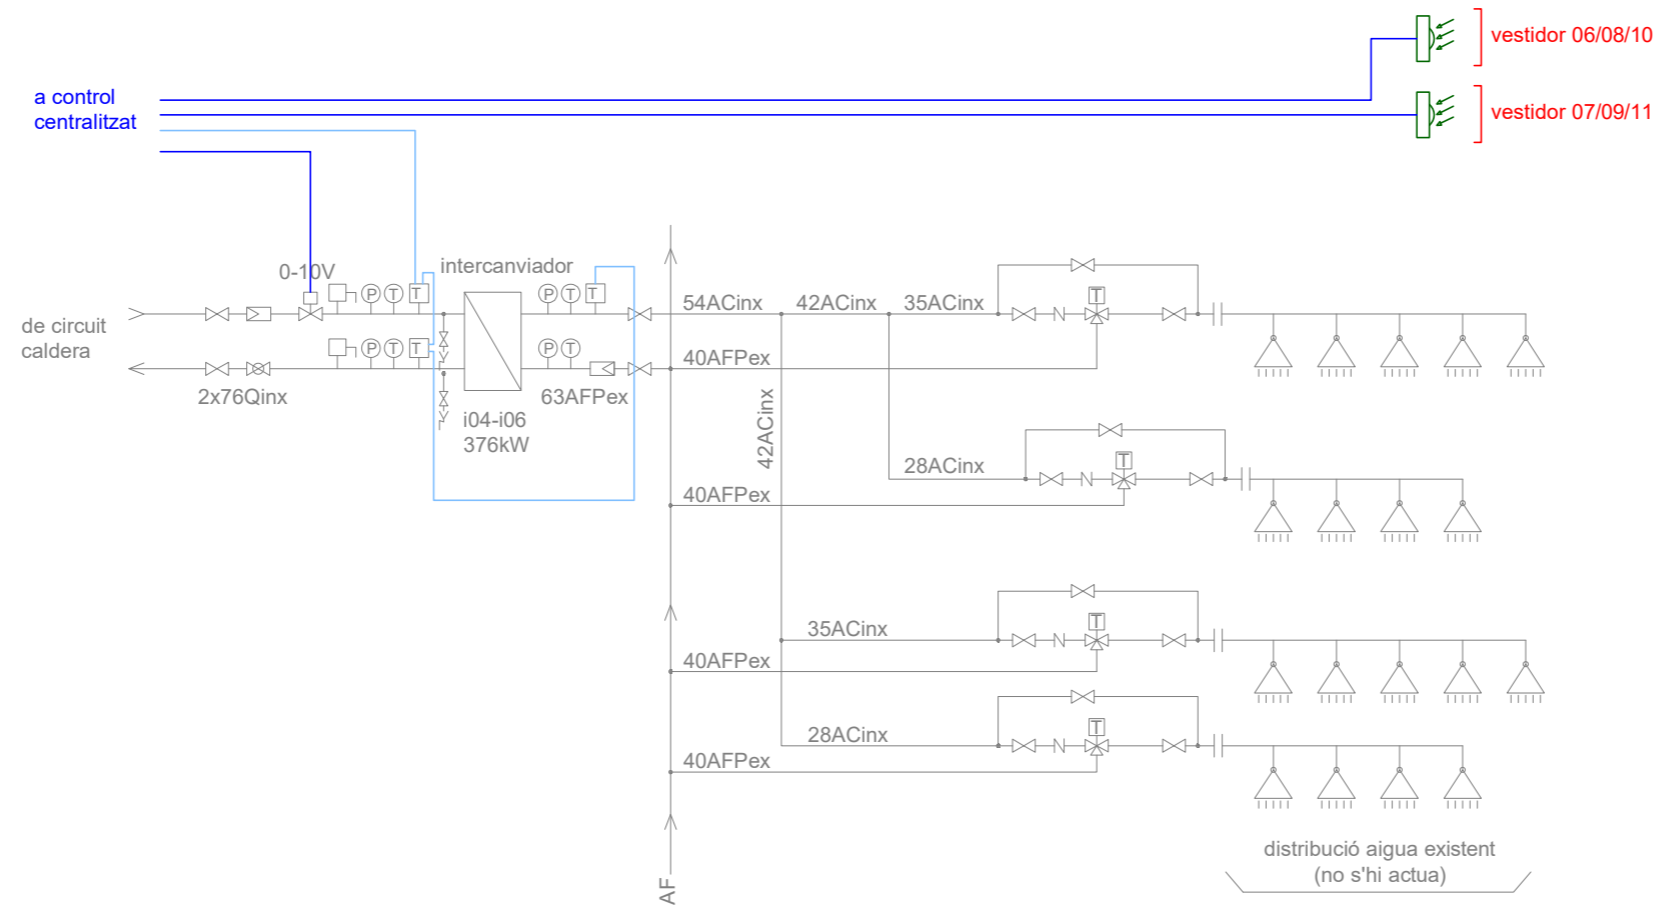 vestidor 06/08/10
a control
centralitzat
vestidor 07/09/11
0-10V
intercanviador
P T T
P T T
T
54ACinx 42ACinx 35ACinx
de circuit
caldera
P T T
P T
40AFPex
2x76Qinx
63AFPex
i04-i06
376kW
42ACinx
T
28ACinx
40AFPex
T
35ACinx
40AFPex
T
28ACinx
40AFPex
distribució aigua existent
(no s'hi actua)
AF